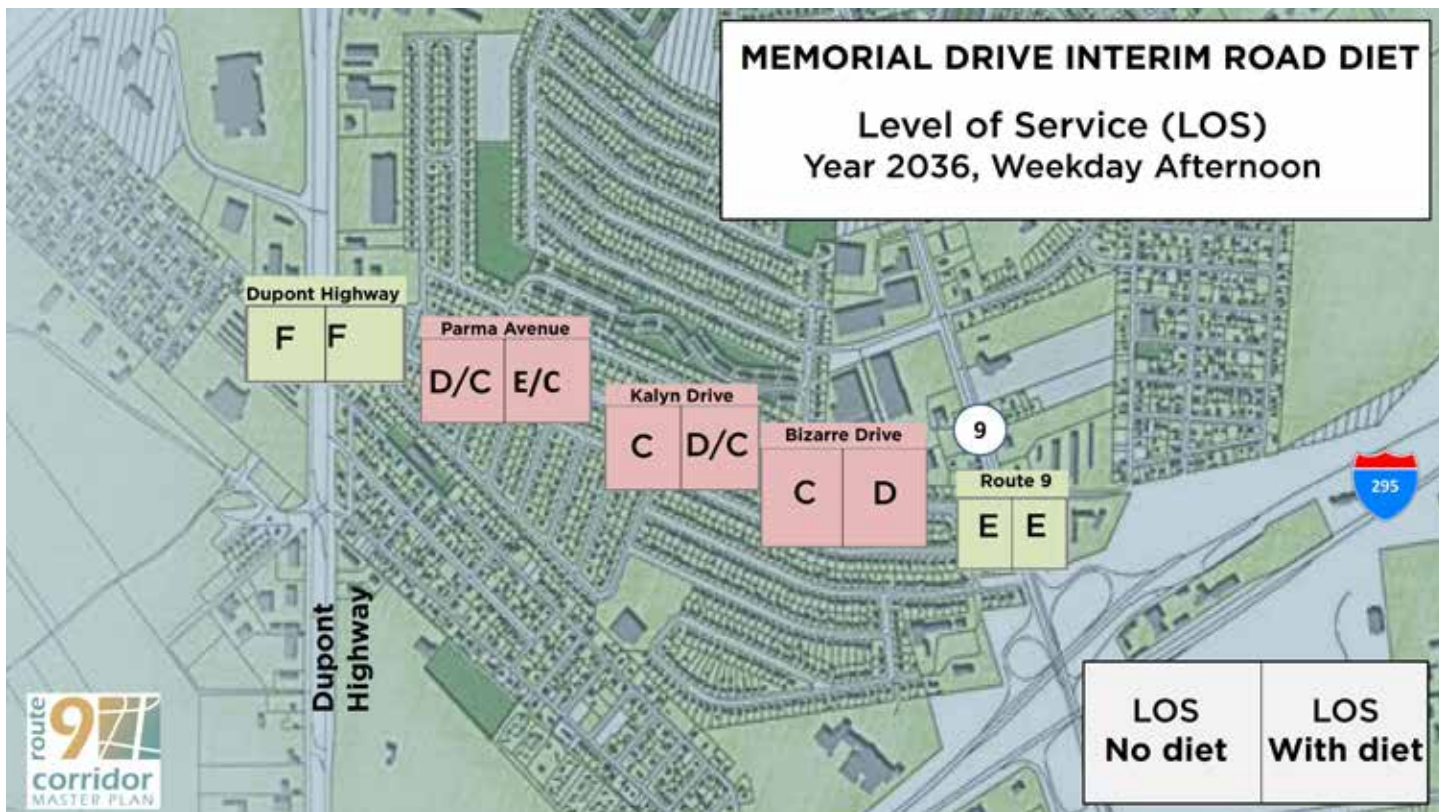 MEMORIAL DRIVE INTERIM ROAD DIET
Level of Service (LOS)
Year 2036, Weekday Afternoon
Dupont Highway
F F
Parma Avenue
D/C E/C
Kalyn Drive
C D/C
Bizarre Drive
C D
9
Route 9
E E
295
Dupont
Highway
LOS
No diet
LOS
With diet
route
9
corridor
MASTER PLAN